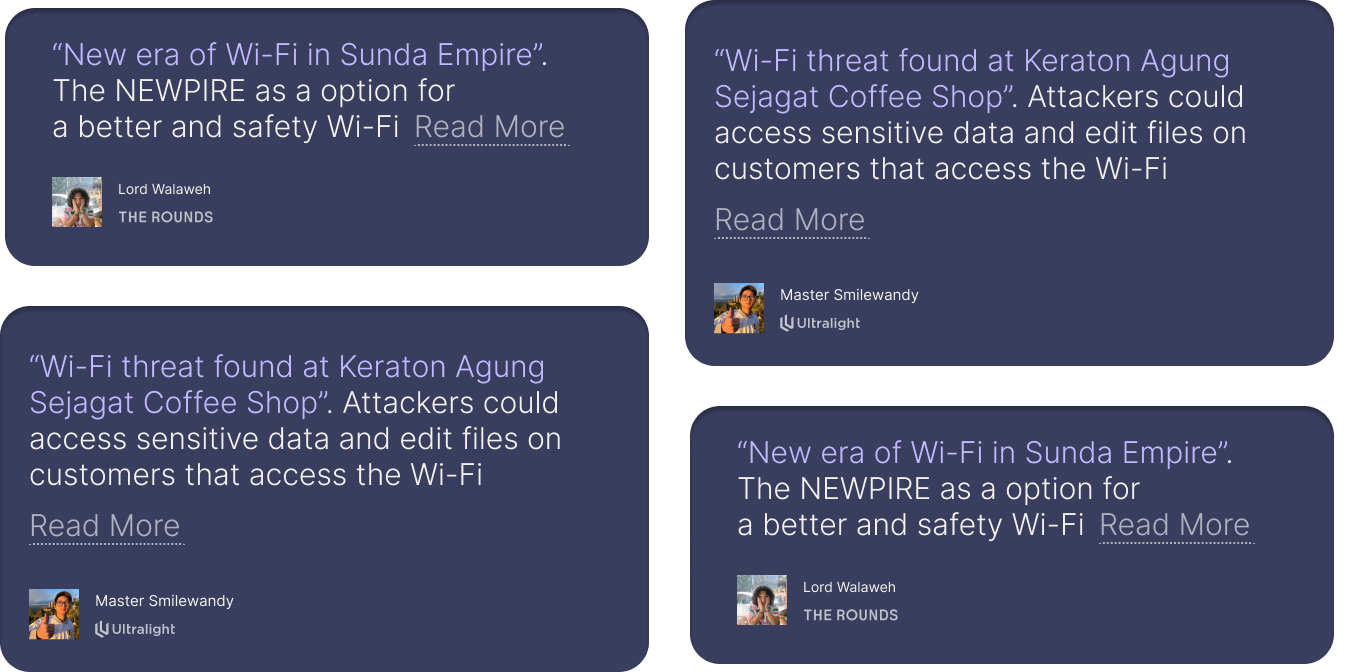 “New era of Wi-Fi in Sunda Empire”.
The NEWPIRE as a option for
a better and safety Wi-Fi Read More
Lord Walaweh
THE ROUNDS
“Wi-Fi threat found at Keraton Agung
Sejagat Coffee Shop”. Attackers could
access sensitive data and edit files on
customers that access the Wi-Fi
Read More
Master Smilewandy
Ultralight
“Wi-Fi threat found at Keraton Agung
Sejagat Coffee Shop”. Attackers could
access sensitive data and edit files on
customers that access the Wi-Fi
Read More
Master Smilewandy
Ultralight
“New era of Wi-Fi in Sunda Empire”.
The NEWPIRE as a option for
a better and safety Wi-Fi Read More
Lord Walaweh
THE ROUNDS